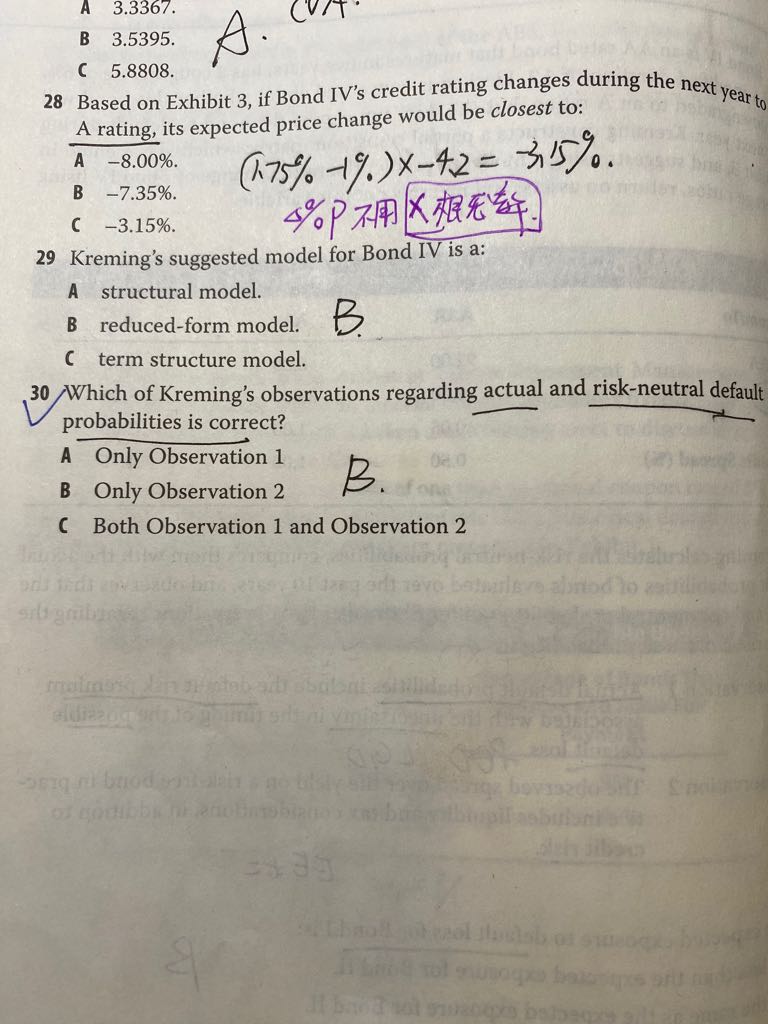 A 3.3367.
B 3.5395.
A.
C 5.8808.
28 Based on Exhibit 3, if Bond IV's credit rating changes during the next year to
A rating, its expected price change would be closest to:
A −8.00%.
(1.75% −1%)×−4.2 = −3.15%.
B −7.35%.
C −3.15%.
△%P 不用
29 Kreming's suggested model for Bond IV is a:
A structural model.
B reduced-form model.
B.
C term structure model.
30 Which of Kreming's observations regarding actual and risk-neutral default
probabilities is correct?
A Only Observation 1
B Only Observation 2
B.
C Both Observation 1 and Observation 2